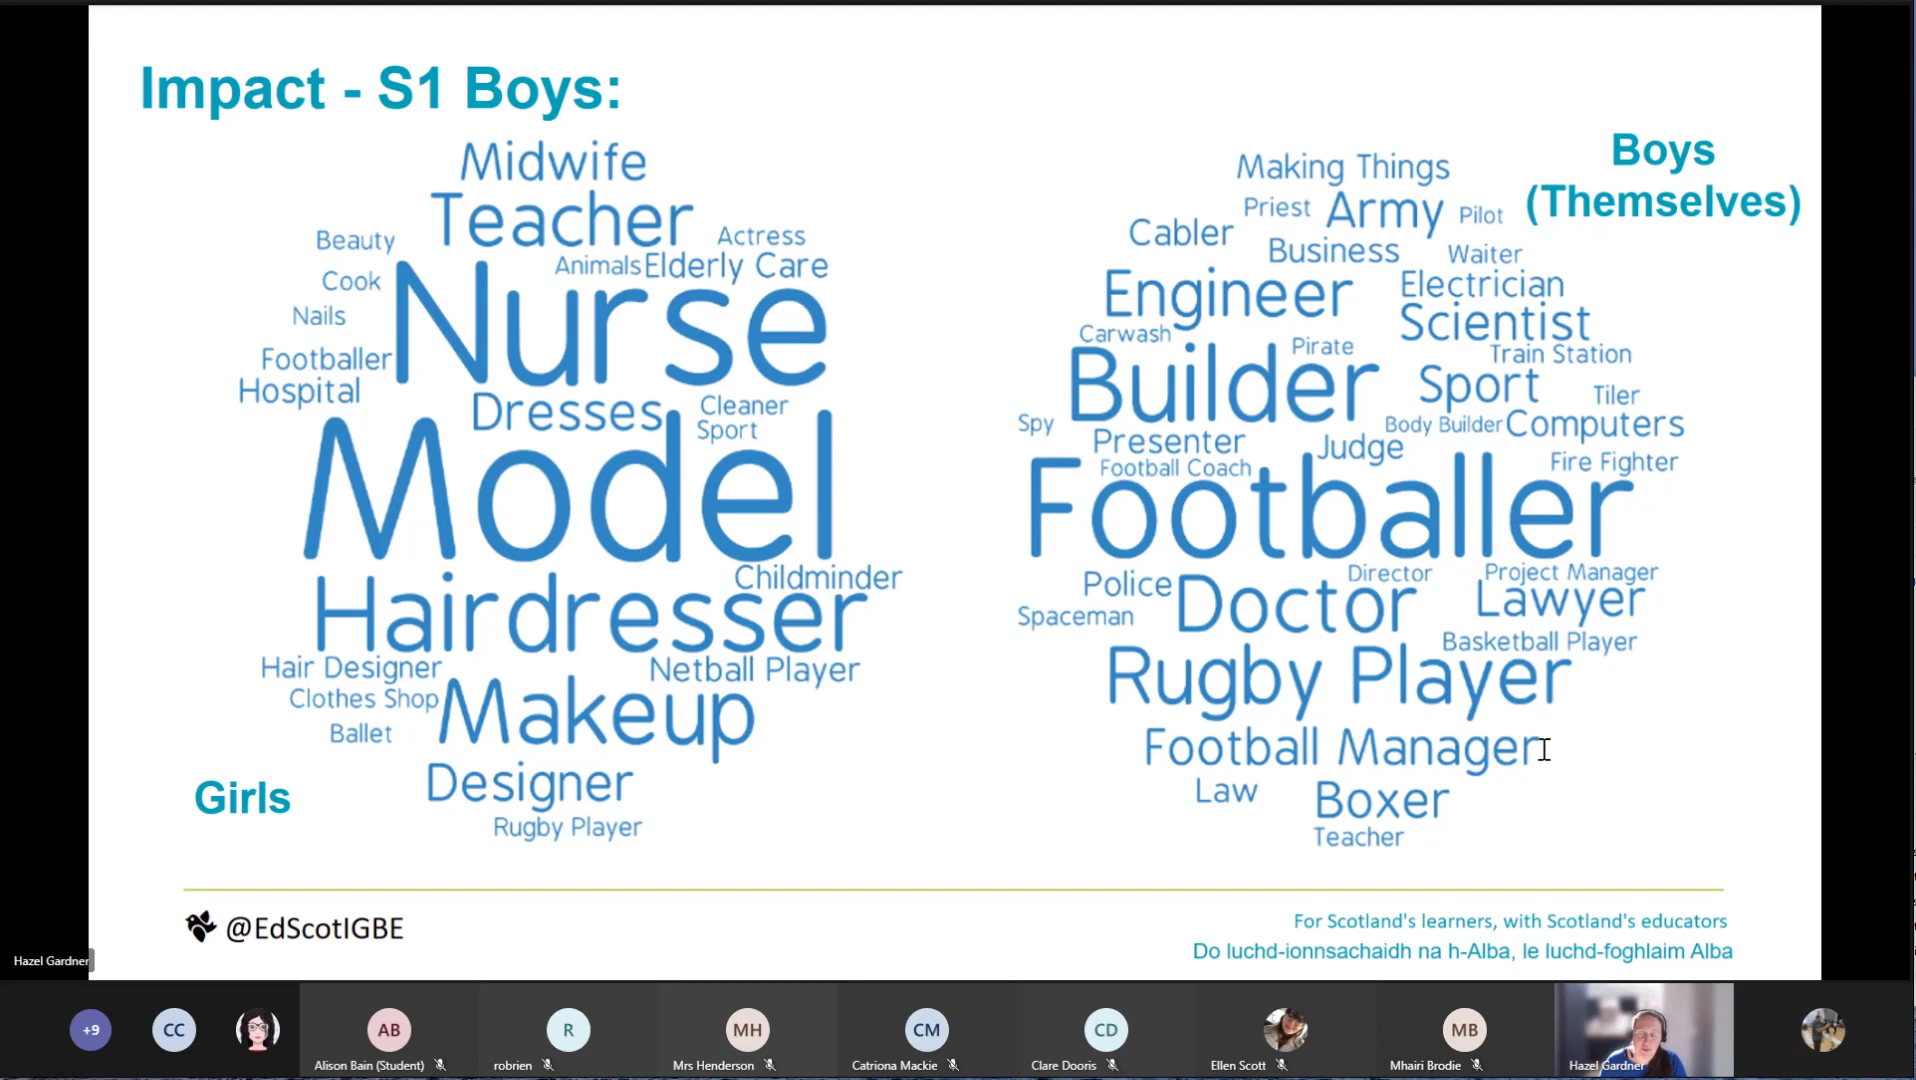 Impact - S1 Boys:
Midwife
Teacher
Beauty
Actress
Animals
Elderly Care
Cook
Nurse
Nails
Footballer
Hospital
Dresses
Cleaner
Sport
Model
Childminder
Hairdresser
Hair Designer
Netball Player
Clothes Shop
Makeup
Ballet
Designer
Rugby Player
Girls
Boys
(Themselves)
Making Things
Priest
Army
Pilot
Cabler
Business
Waiter
Engineer
Electrician
Scientist
Carwash
Pirate
Train Station
Builder
Sport
Tiler
Spy
Body Builder
Computers
Presenter
Judge
Football Coach
Fire Fighter
Footballer
Police
Director
Project Manager
Spaceman
Doctor
Lawyer
Basketball Player
Rugby Player
Football Manager
Law
Boxer
Teacher
@EdScotIGBE
For Scotland's learners, with Scotland's educators
Do luchd-ionnsachaidh na h-Alba, le luchd-foghlaim Alba
Hazel Gardner
+9
CC
AB
Alison Bain (Student)
R
robrien
MH
Mrs Henderson
CM
Catriona Mackie
CD
Clare Dooris
Ellen Scott
MB
Mhairi Brodie
Hazel Gardner